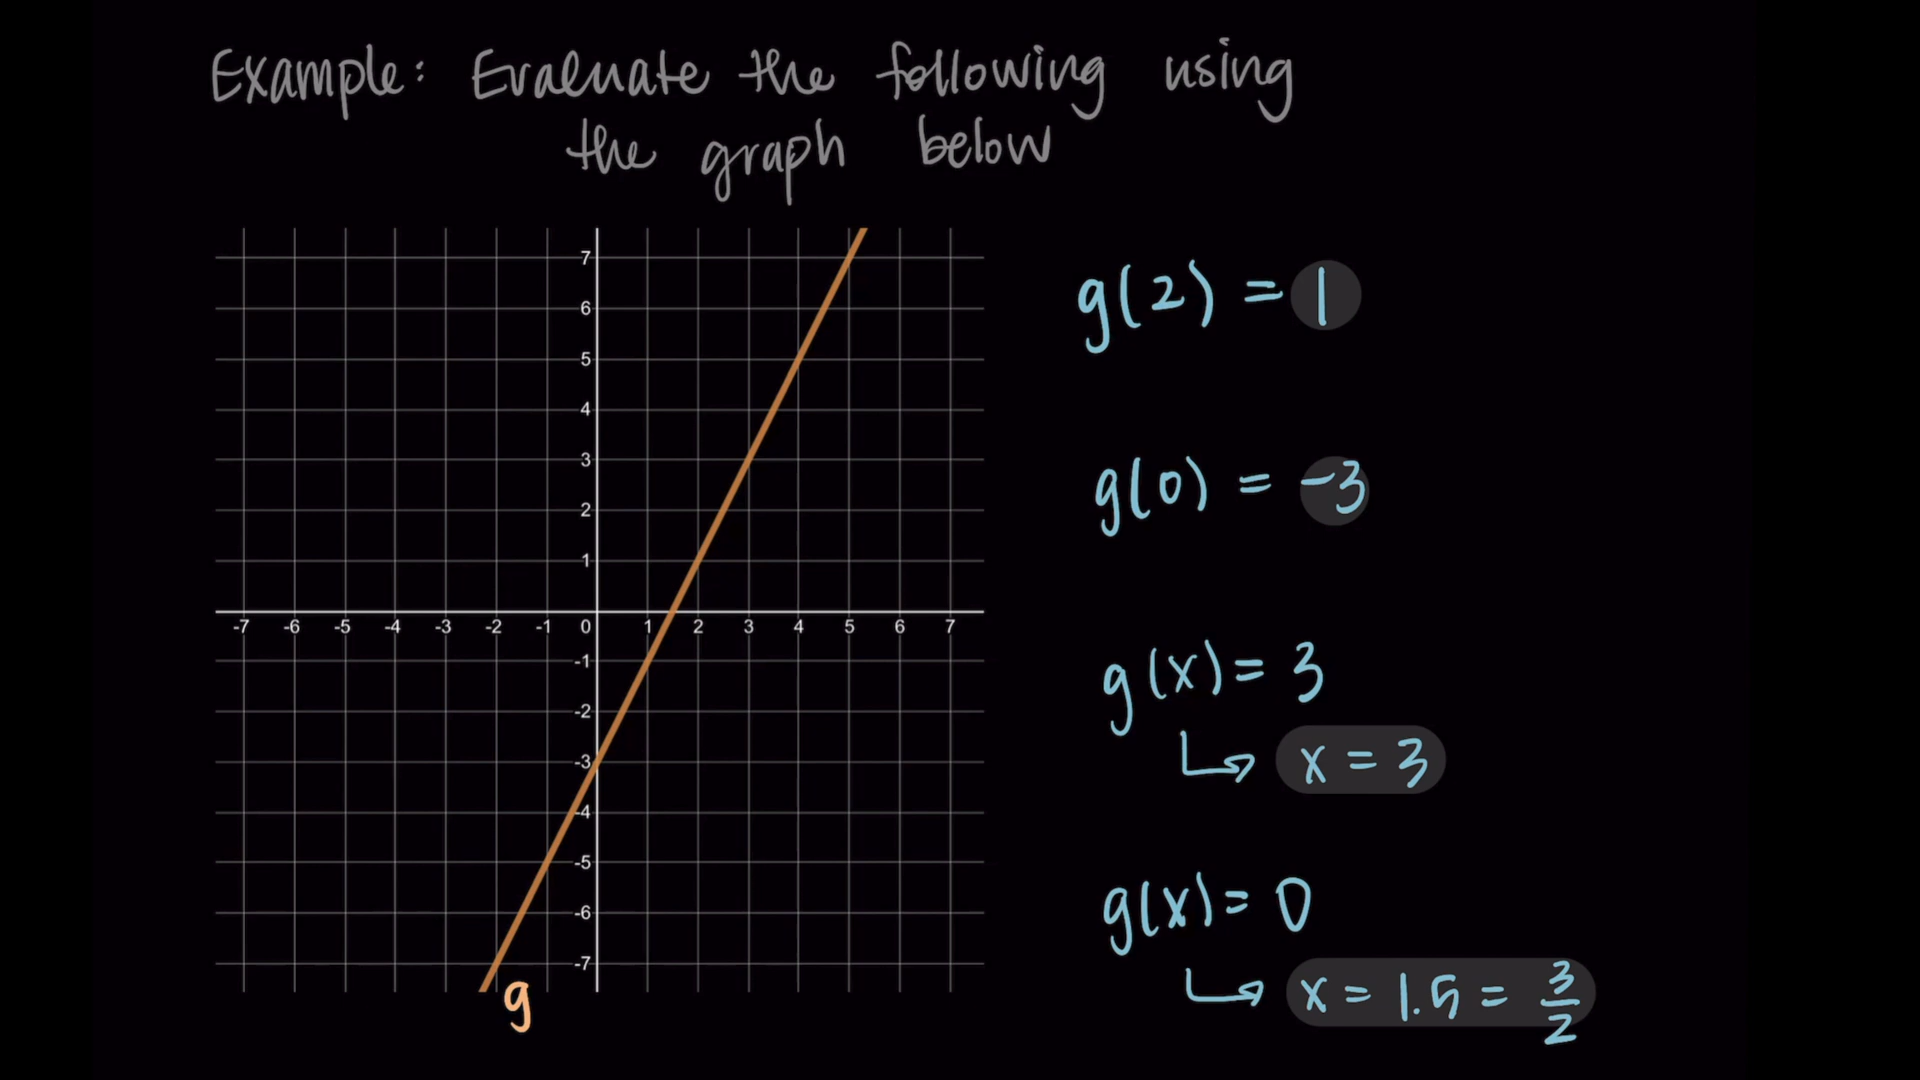 Example: Evaluate the following using
the graph below
7
6
5
4
3
2
1
-7 -6 -5 -4 -3 -2 -1 0 1 2 3 4 5 6 7
-1
-2
-3
-4
-5
-6
-7
g
g(2) = 1
g(0) = -3
g(x) = 3
↳ x = 3
g(x) = 0
↳ x = 1.5 = 3/2